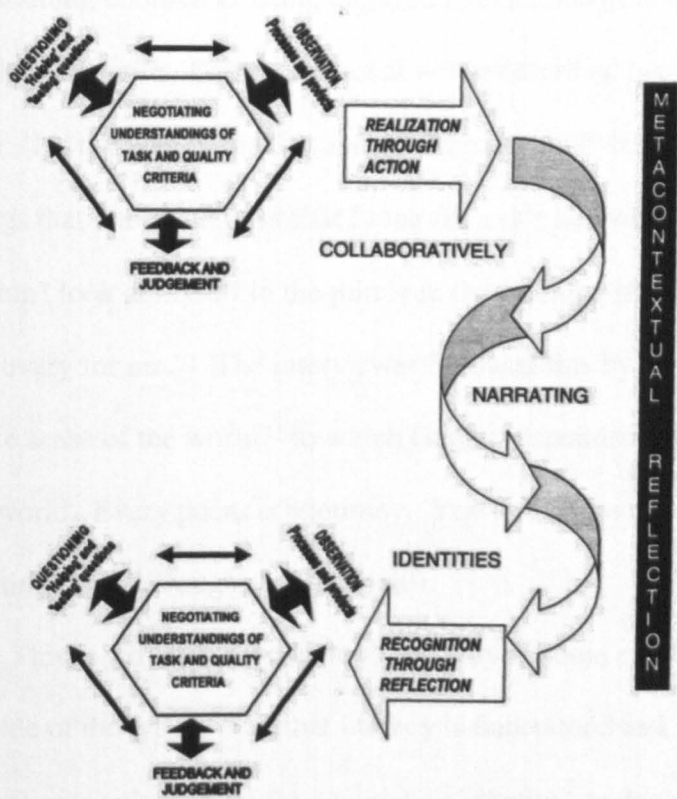 QUESTIONING
'Helping' and
'testing' questions
OBSERVATION
Processes and products
NEGOTIATING
UNDERSTANDINGS OF
TASK AND QUALITY
CRITERIA
FEEDBACK AND
JUDGEMENT
REALIZATION
THROUGH
ACTION
COLLABORATIVELY
NARRATING
IDENTITIES
METACONTEXTUAL REFLECTION
QUESTIONING
'Helping' and
'testing' questions
OBSERVATION
Processes and products
NEGOTIATING
UNDERSTANDINGS OF
TASK AND QUALITY
CRITERIA
FEEDBACK AND
JUDGEMENT
RECOGNITION
THROUGH
REFLECTION